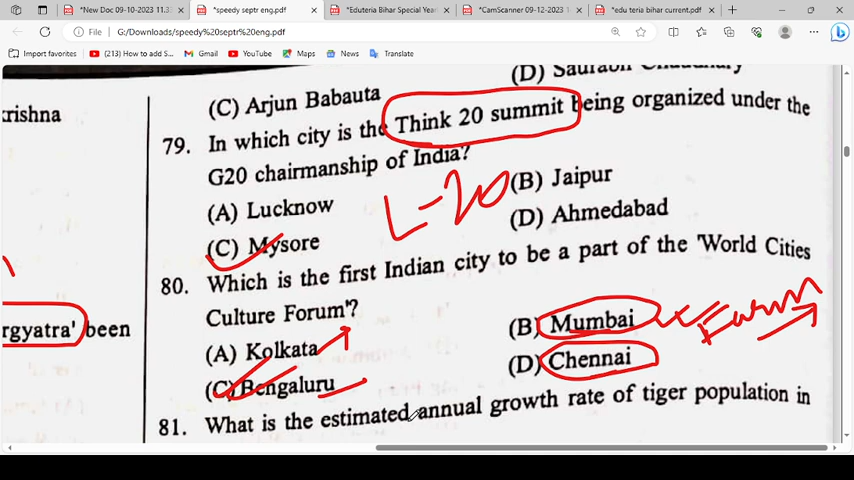 *New Doc 09-10-2023 11.3
*speedy septr eng.pdf
*Eduteria Bihar Special Year
*CamScanner 09-12-2023 1
*edu teria bihar current.pdf
File G:/Downloads/speedy%20septr%20eng.pdf
Import favorites (213) How to add S... Gmail YouTube Maps News Translate
(C) Arjun Babauta
(D) Saurabh Chaudhary
krishna
79. In which city is the Think 20 summit being organized under the
G20 chairmanship of India?
L-20
(A) Lucknow
(B) Jaipur
(C) Mysore
(D) Ahmedabad
80. Which is the first Indian city to be a part of the 'World Cities
Culture Forum'?
(A) Kolkata
(B) Mumbai
Forum
(C) Bengaluru
(D) Chennai
rgyatra' been
81. What is the estimated annual growth rate of tiger population in